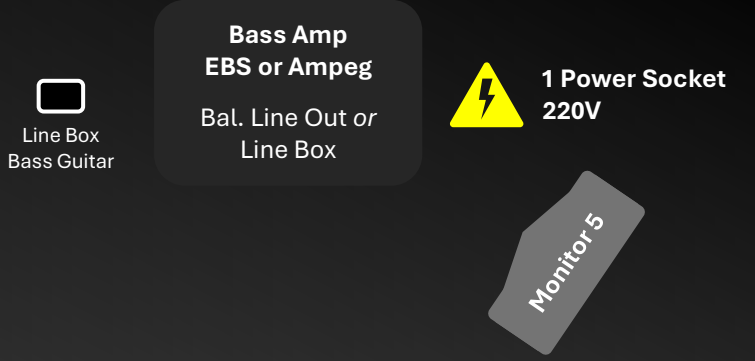 Bass Amp
EBS or Ampeg
Bal. Line Out or
Line Box
Line Box
Bass Guitar
1 Power Socket
220V
Monitor 5